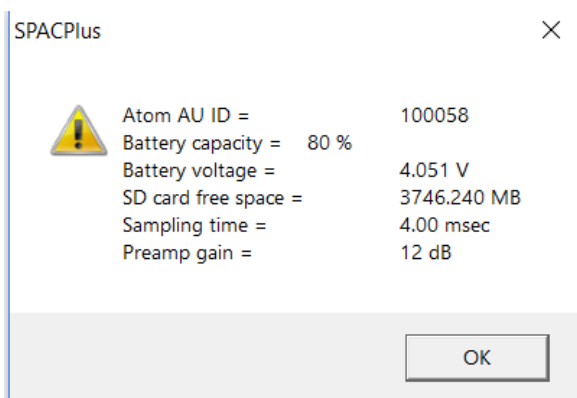 SPACPlus
Atom AU ID = 100058
Battery capacity = 80 %
Battery voltage = 4.051 V
SD card free space = 3746.240 MB
Sampling time = 4.00 msec
Preamp gain = 12 dB
OK